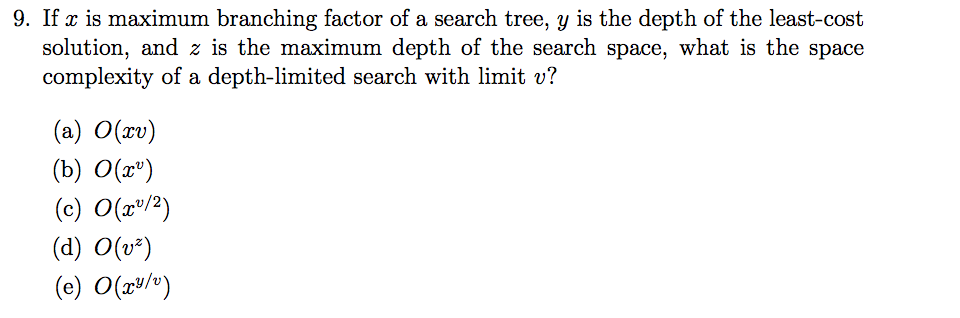 9. If x is maximum branching factor of a search tree, y is the depth of the least-cost
solution, and z is the maximum depth of the search space, what is the space
complexity of a depth-limited search with limit v?
(a) O(xv)
(b) O(x^v)
(c) O(x^{v/2})
(d) O(v^z)
(e) O(x^{y/v})